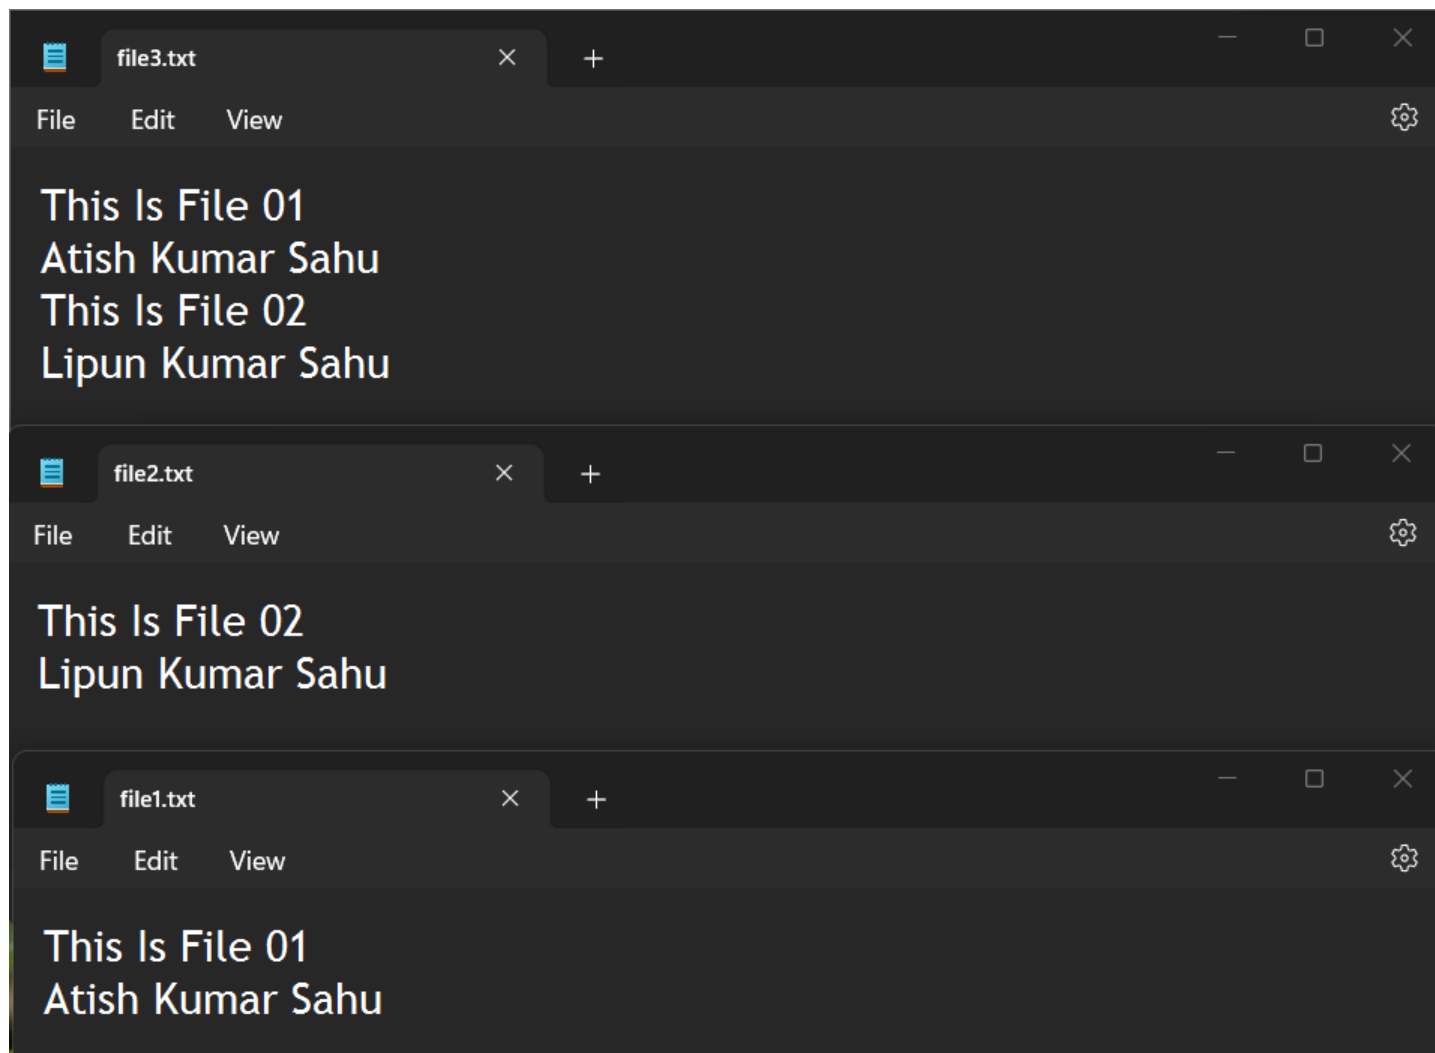 file3.txt
File Edit View
This Is File 01
Atish Kumar Sahu
This Is File 02
Lipun Kumar Sahu
file2.txt
File Edit View
This Is File 02
Lipun Kumar Sahu
file1.txt
File Edit View
This Is File 01
Atish Kumar Sahu